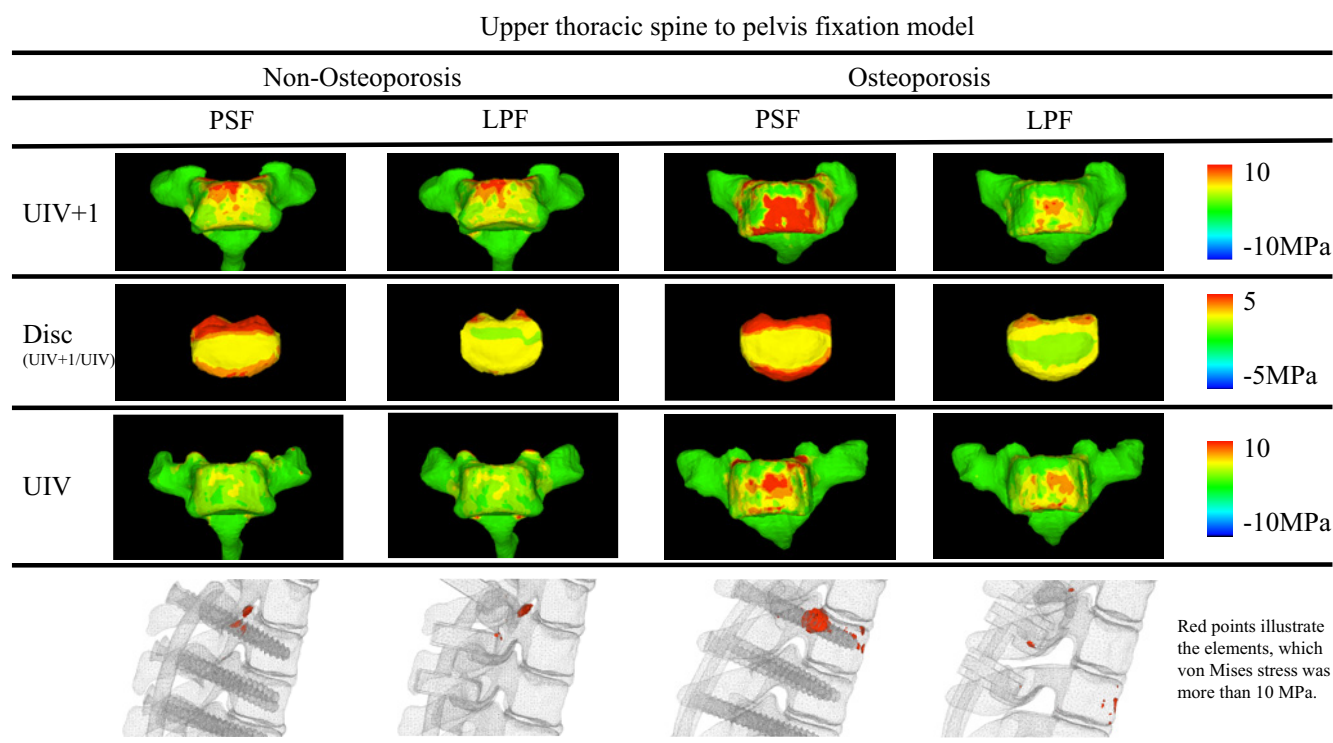 Upper thoracic spine to pelvis fixation model
Non-Osteoporosis Osteoporosis
PSF LPF PSF LPF
UIV+1
10
-10MPa
Disc
(UIV+1/UIV)
5
-5MPa
UIV
10
-10MPa
Red points illustrate
the elements, which
von Mises stress was
more than 10 MPa.